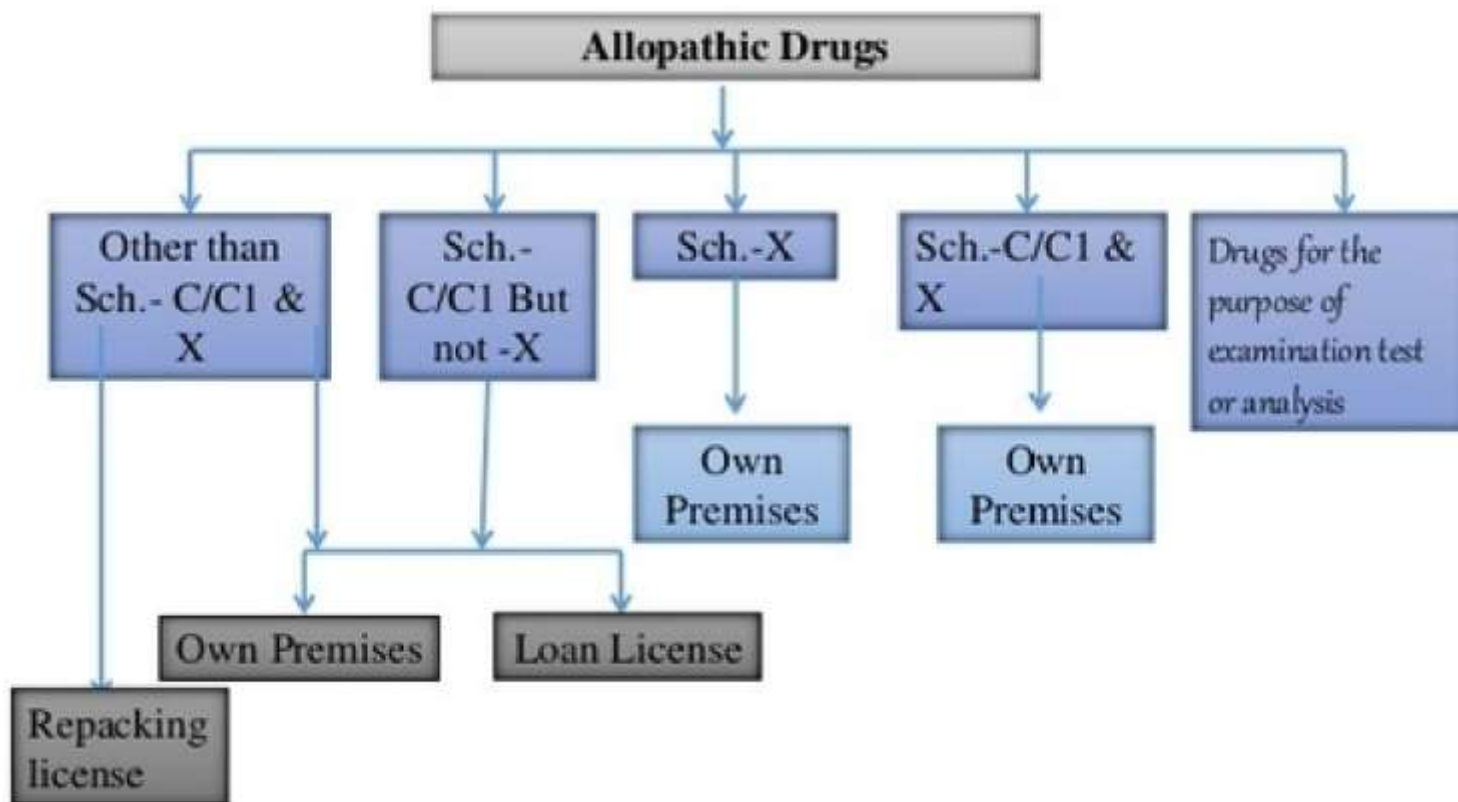 Allopathic Drugs
Other than
Sch.- C/C1 &
X
Sch.-
C/C1 But
not -X
Sch.-X
Sch.-C/C1 &
X
Drugs for the
purpose of
examination test
or analysis
Own
Premises
Own
Premises
Own Premises
Loan License
Repacking
license